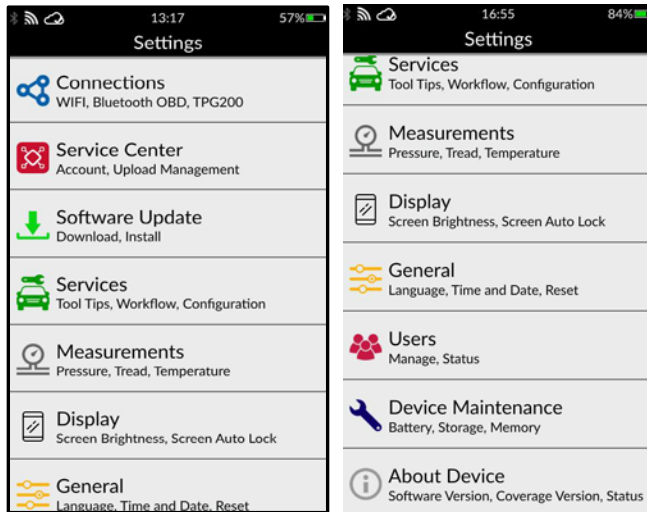 13:17
57%
Settings
Connections
WIFI, Bluetooth OBD, TPG200
Service Center
Account, Upload Management
Software Update
Download, Install
Services
Tool Tips, Workflow, Configuration
Measurements
Pressure, Tread, Temperature
Display
Screen Brightness, Screen Auto Lock
General
Language, Time and Date, Reset
16:55
84%
Settings
Services
Tool Tips, Workflow, Configuration
Measurements
Pressure, Tread, Temperature
Display
Screen Brightness, Screen Auto Lock
General
Language, Time and Date, Reset
Users
Manage, Status
Device Maintenance
Battery, Storage, Memory
About Device
Software Version, Coverage Version, Status